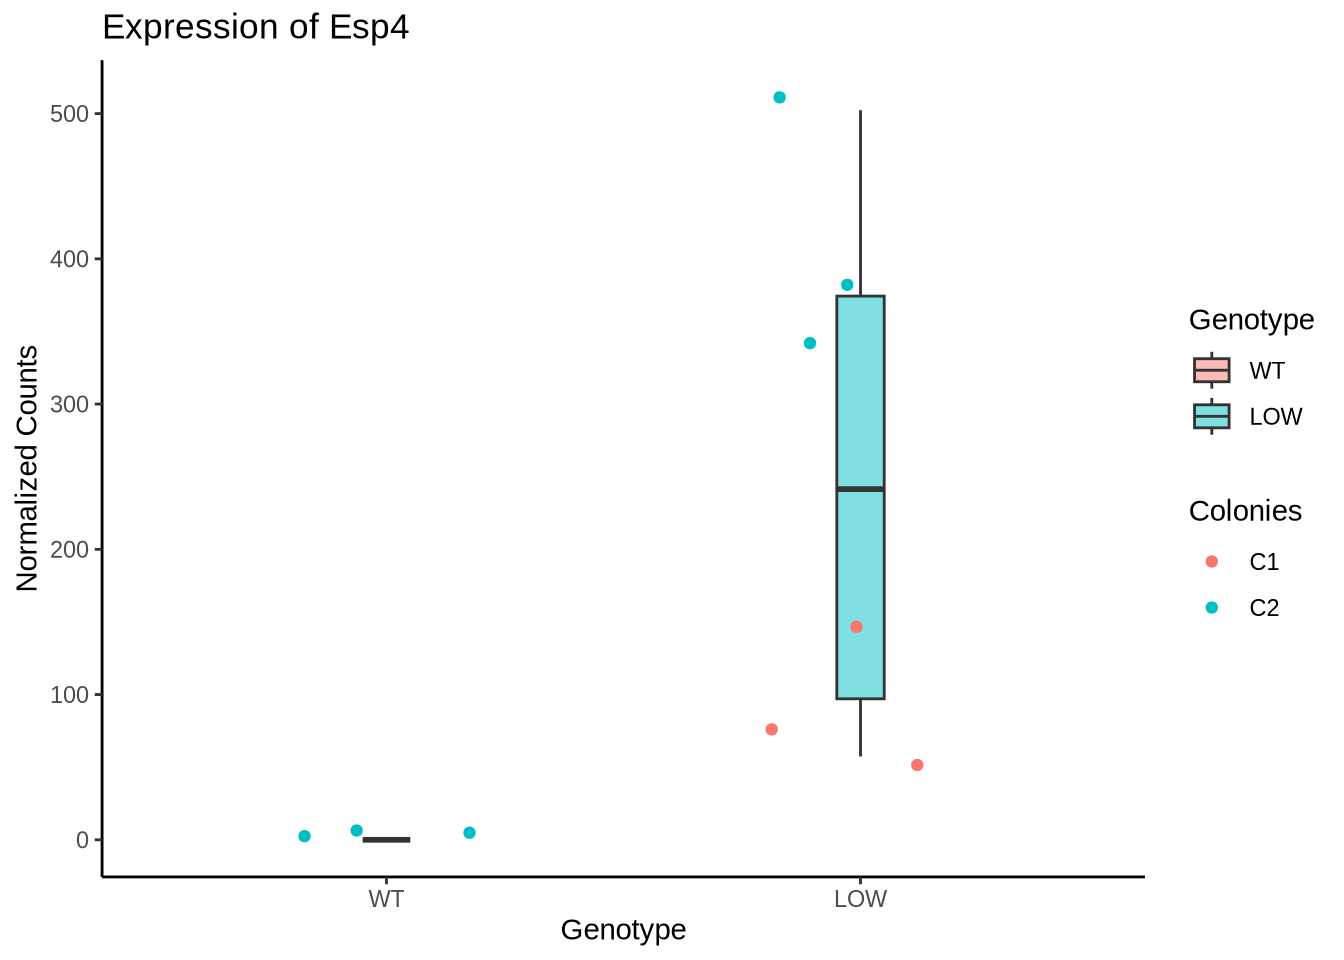 Expression of Esp4
500
400
300
200
100
0
Normalized Counts
WT
LOW
Genotype
Genotype
WT
LOW
Colonies
C1
C2